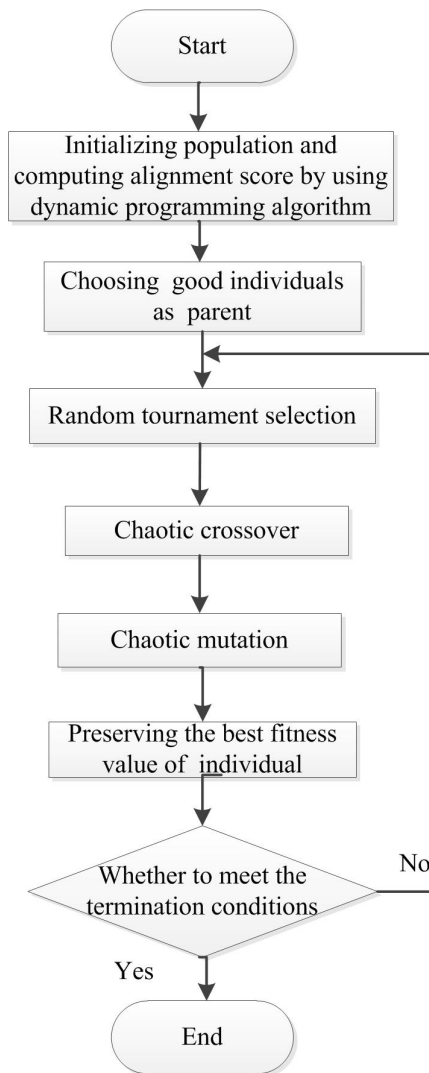 Start
Initializing population and
computing alignment score by using
dynamic programming algorithm
Choosing good individuals
as parent
Random tournament selection
Chaotic crossover
Chaotic mutation
Preserving the best fitness
value of individual
Whether to meet the
termination conditions
No
Yes
End